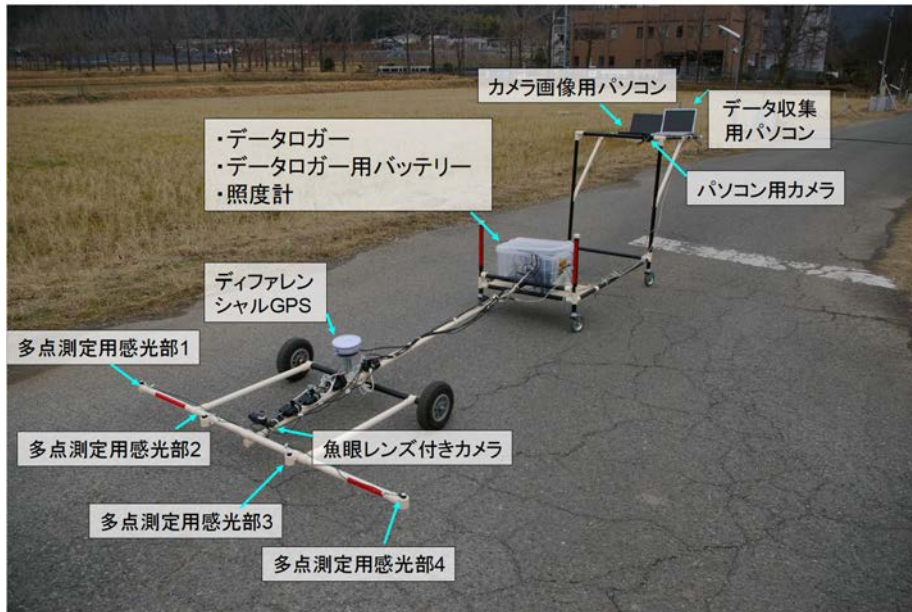 カメラ画像用パソコン
データ収集
用パソコン
・データロガー
・データロガー用バッテリー
・照度計
パソコン用カメラ
ディファレン
シャルGPS
多点測定用感光部1
多点測定用感光部2
魚眼レンズ付きカメラ
多点測定用感光部3
多点測定用感光部4